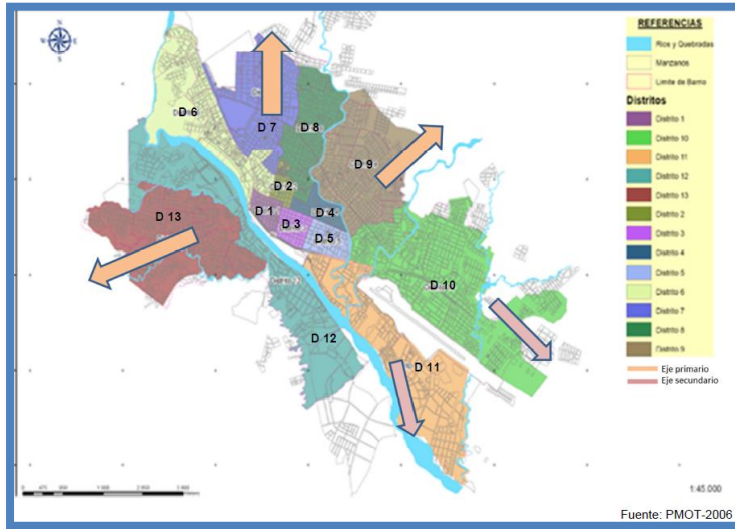 N
W
E
S
D 6
D 7
D 8
D 9
D 2
D 1
D 3
D 4
D 5
D 13
D 10
D 12
D 11
REFERENCIAS
Rios y Quebradas
Manzanos
Limite de Barrio
Distritos
Distrito 1
Distrito 10
Distrito 11
Distrito 12
Distrito 13
Distrito 2
Distrito 3
Distrito 4
Distrito 5
Distrito 6
Distrito 7
Distrito 8
Distrito 9
Eje primario
Eje secundario
1:45.000
Fuente: PMOT-2006